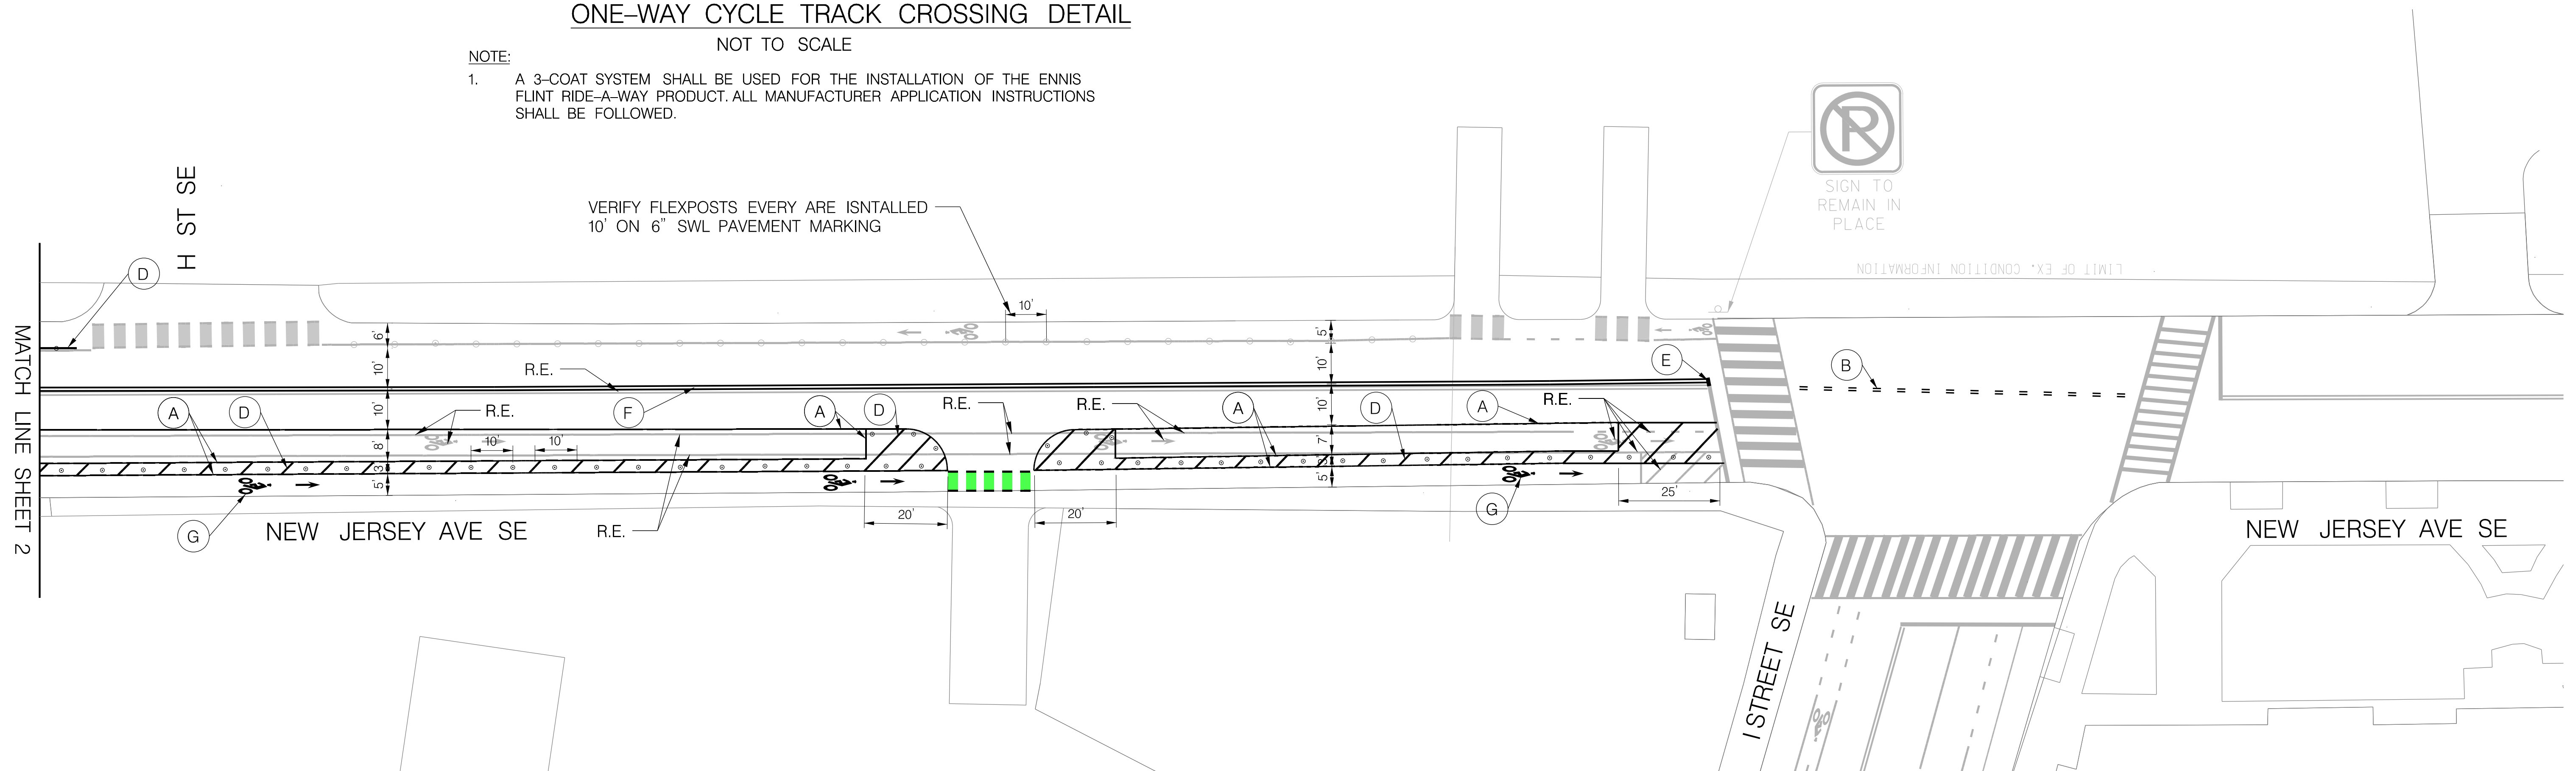 ONE–WAY CYCLE TRACK CROSSING DETAIL
NOT TO SCALE
NOTE:
1. A 3–COAT SYSTEM SHALL BE USED FOR THE INSTALLATION OF THE ENNIS
FLINT RIDE–A–WAY PRODUCT. ALL MANUFACTURER APPLICATION INSTRUCTIONS
SHALL BE FOLLOWED.
P
SIGN TO
REMAIN IN
PLACE
H ST SE
VERIFY FLEXPOSTS EVERY ARE ISNTALLED
10' ON 6" SWL PAVEMENT MARKING
LIMIT OF EX. CONDITION INFORMATION
D
MATCH LINE SHEET 2
10'
6'
5'
10'
10'
R.E.
F
E
B
10'
10'
A
D
R.E.
A
D
R.E.
R.E.
A
D
A
R.E.
8'
10'
10'
7'
3'
3'
5'
5'
G
G
20'
20'
25'
R.E.
NEW JERSEY AVE SE
NEW JERSEY AVE SE
I STREET SE